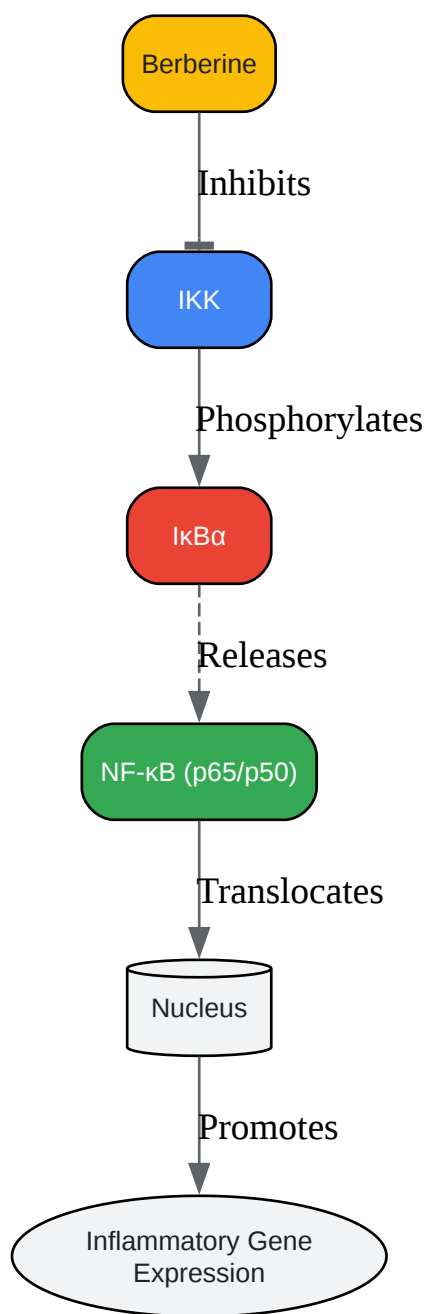 Berberine
Inhibits
IKK
Phosphorylates
IκBα
Releases
NF-κB (p65/p50)
Translocates
Nucleus
Promotes
Inflammatory Gene
Expression